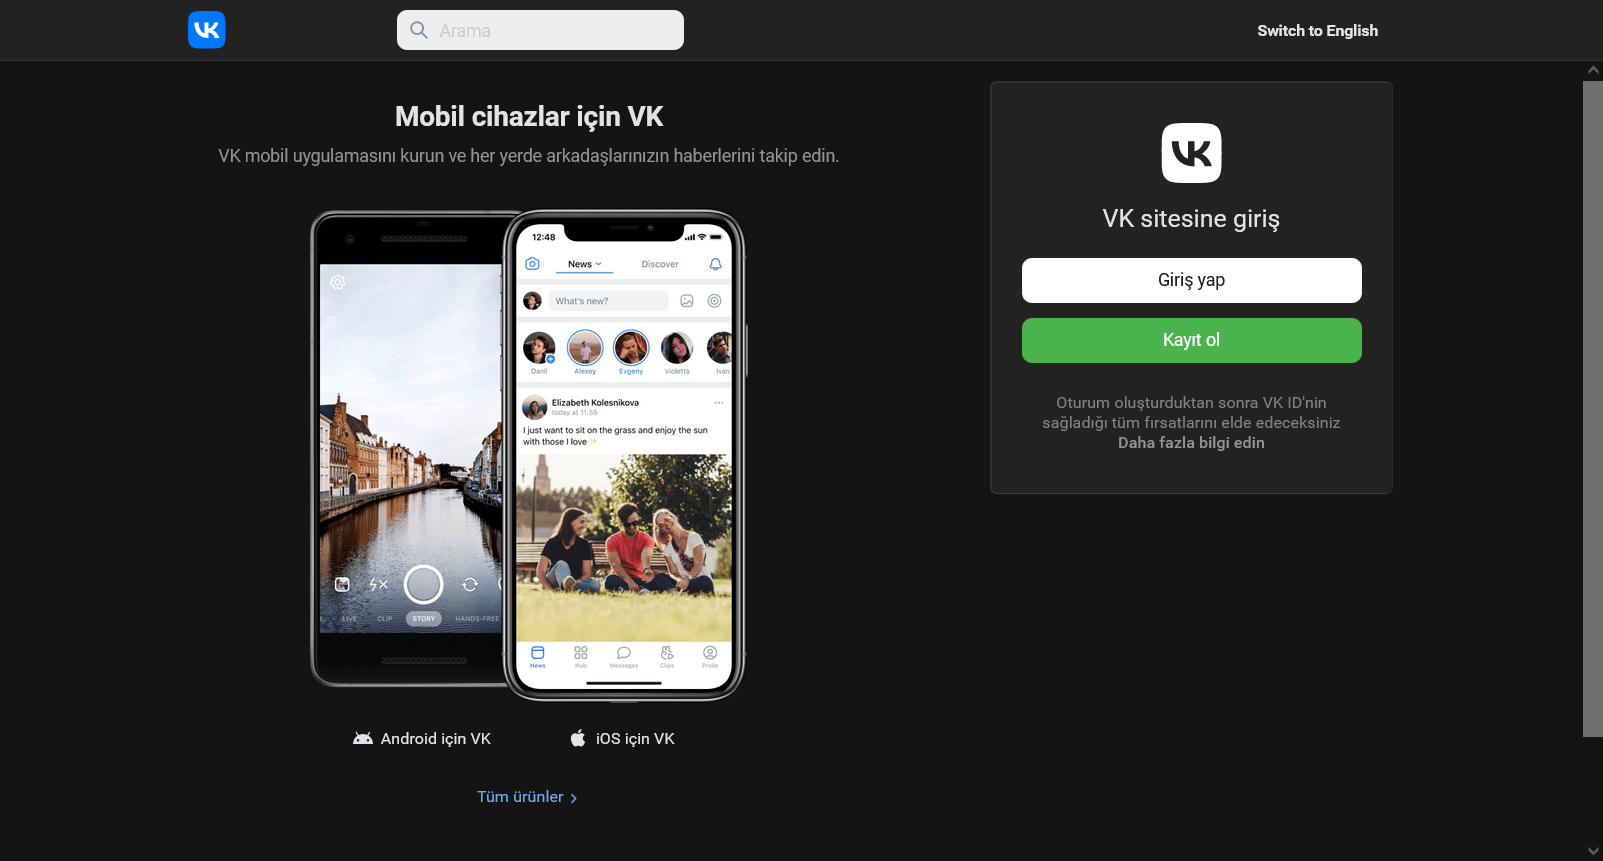 VK
Arama
Switch to English
Mobil cihazlar için VK
VK mobil uygulamasını kurun ve her yerde arkadaşlarınızın haberlerini takip edin.
12:48
News
Discover
What's new?
Danil
Alexey
Evgeny
Violetta
Ivan
Elizabeth Kolesnikova
today at 11:59
I just want to sit on the grass and enjoy the sun
with those I love ✨
LIVE
CLIP
STORY
HANDS-FREE
News
Hub
Messages
Clips
Profile
Android için VK
iOS için VK
Tüm ürünler
VK
VK sitesine giriş
Giriş yap
Kayıt ol
Oturum oluşturduktan sonra VK ID'nin
sağladığı tüm fırsatlarını elde edeceksiniz
Daha fazla bilgi edin